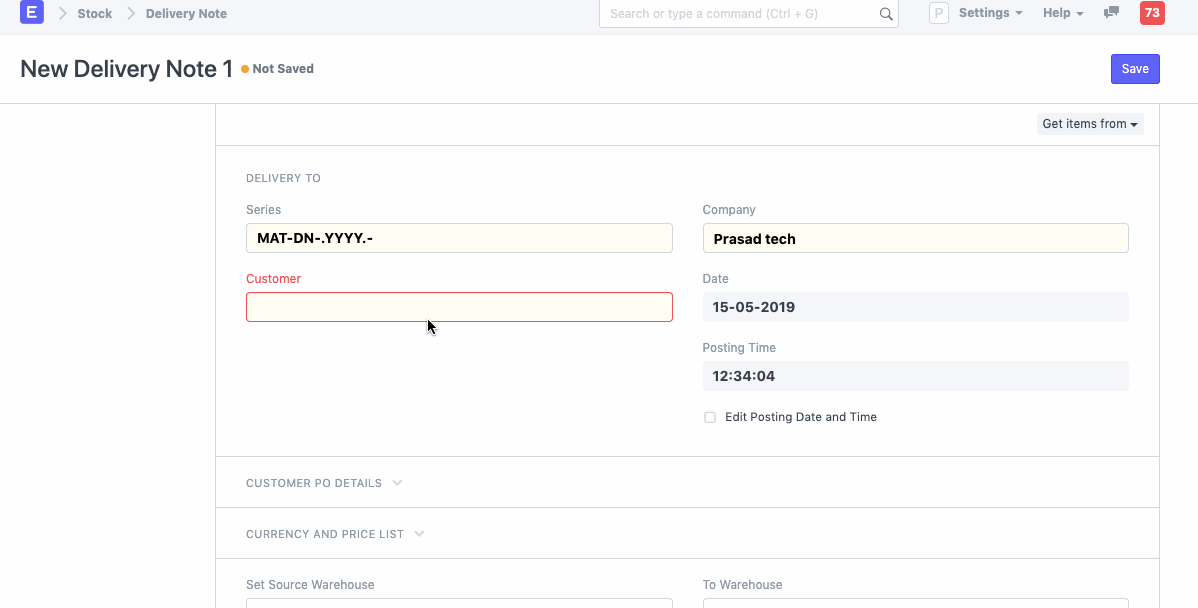 E Stock Delivery Note Search or type a command (Ctrl + G) P Settings Help 73
New Delivery Note 1 Not Saved Save
Get items from
DELIVERY TO
Series Company
MAT-DN-.YYYY.- Prasad tech
Customer Date
15-05-2019
Posting Time
12:34:04
Edit Posting Date and Time
CUSTOMER PO DETAILS
CURRENCY AND PRICE LIST
Set Source Warehouse To Warehouse